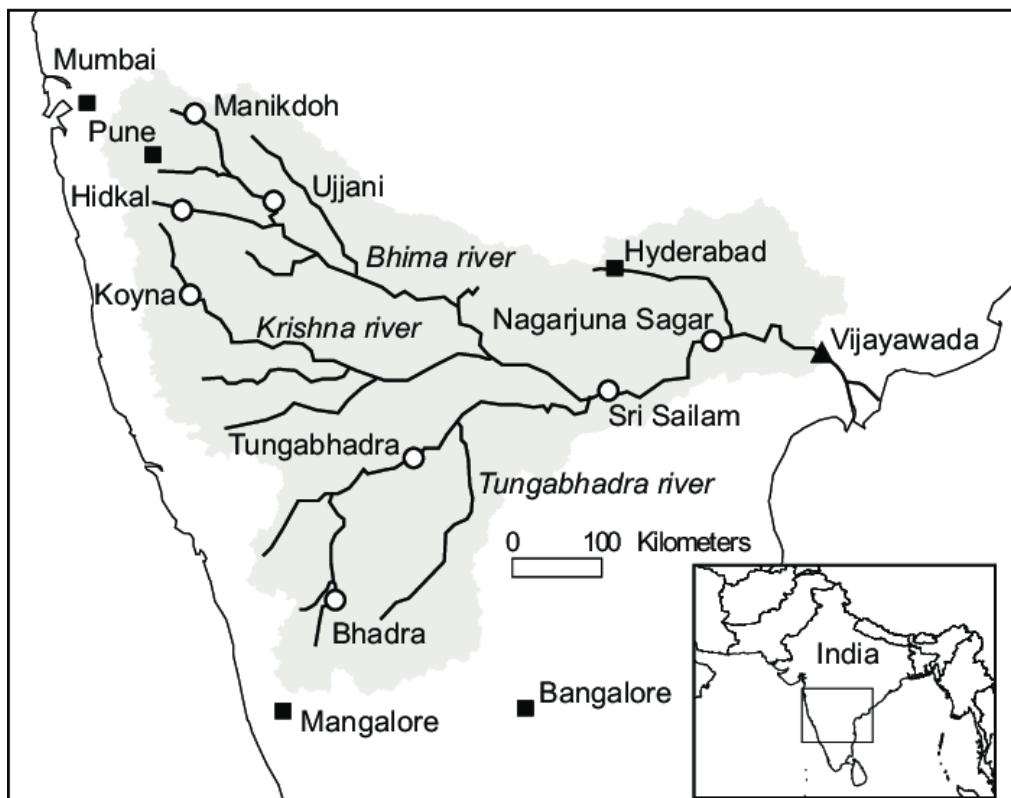 Mumbai
Manikdoh
Pune
Ujjani
Hidkal
Bhima river
Hyderabad
Koyna
Krishna river
Nagarjuna Sagar
Vijayawada
Sri Sailam
Tungabhadra
Tungabhadra river
0 100 Kilometers
Bhadra
India
Mangalore
Bangalore